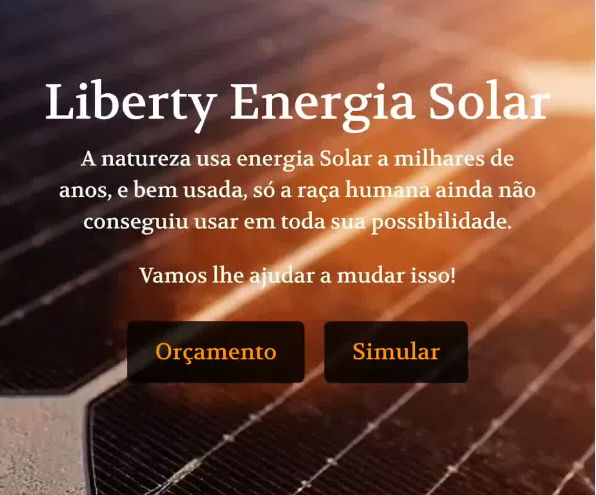 Liberty Energia Solar
A natureza usa energia Solar a milhares de
anos, e bem usada, só a raça humana ainda não
conseguiu usar em toda sua possibilidade.
Vamos lhe ajudar a mudar isso!
Orçamento
Simular